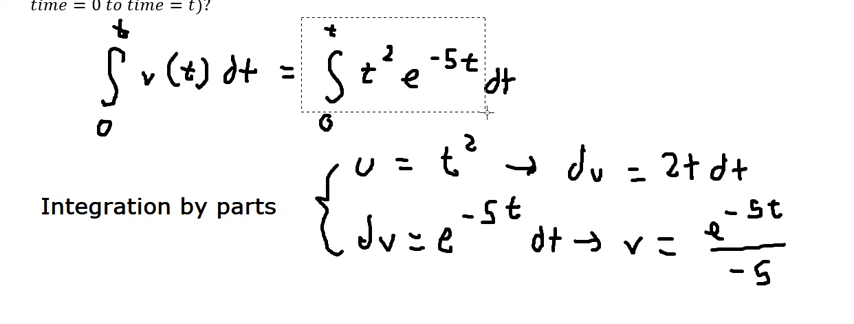 time = 0 to time = t)?
∫₀ᵗ v(t) dt = ∫₀ᵗ t² e^(-5t) dt
u = t² → du = 2t dt
Integration by parts
dv = e^(-5t) dt → v = e^(-5t) / -5